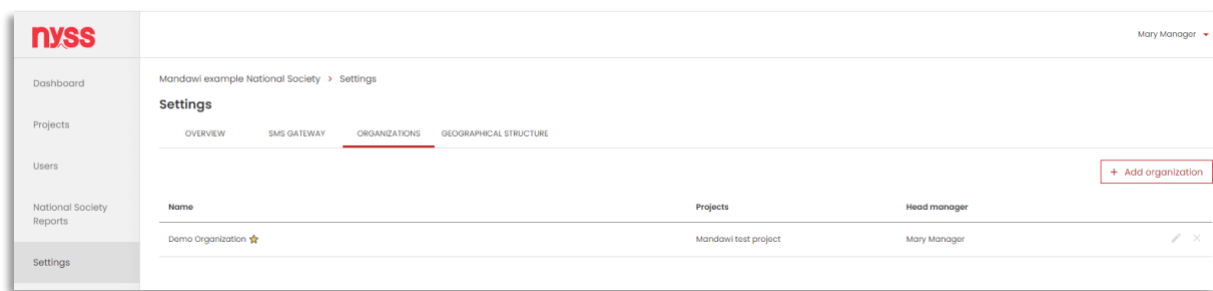 nyss
Mary Manager
Dashboard
Projects
Users
National Society
Reports
Settings
Mandawi example National Society > Settings
Settings
OVERVIEW SMS GATEWAY ORGANIZATIONS GEOGRAPHICAL STRUCTURE
+ Add organization
Name Projects Head manager
Demo Organization Mandawi test project Mary Manager